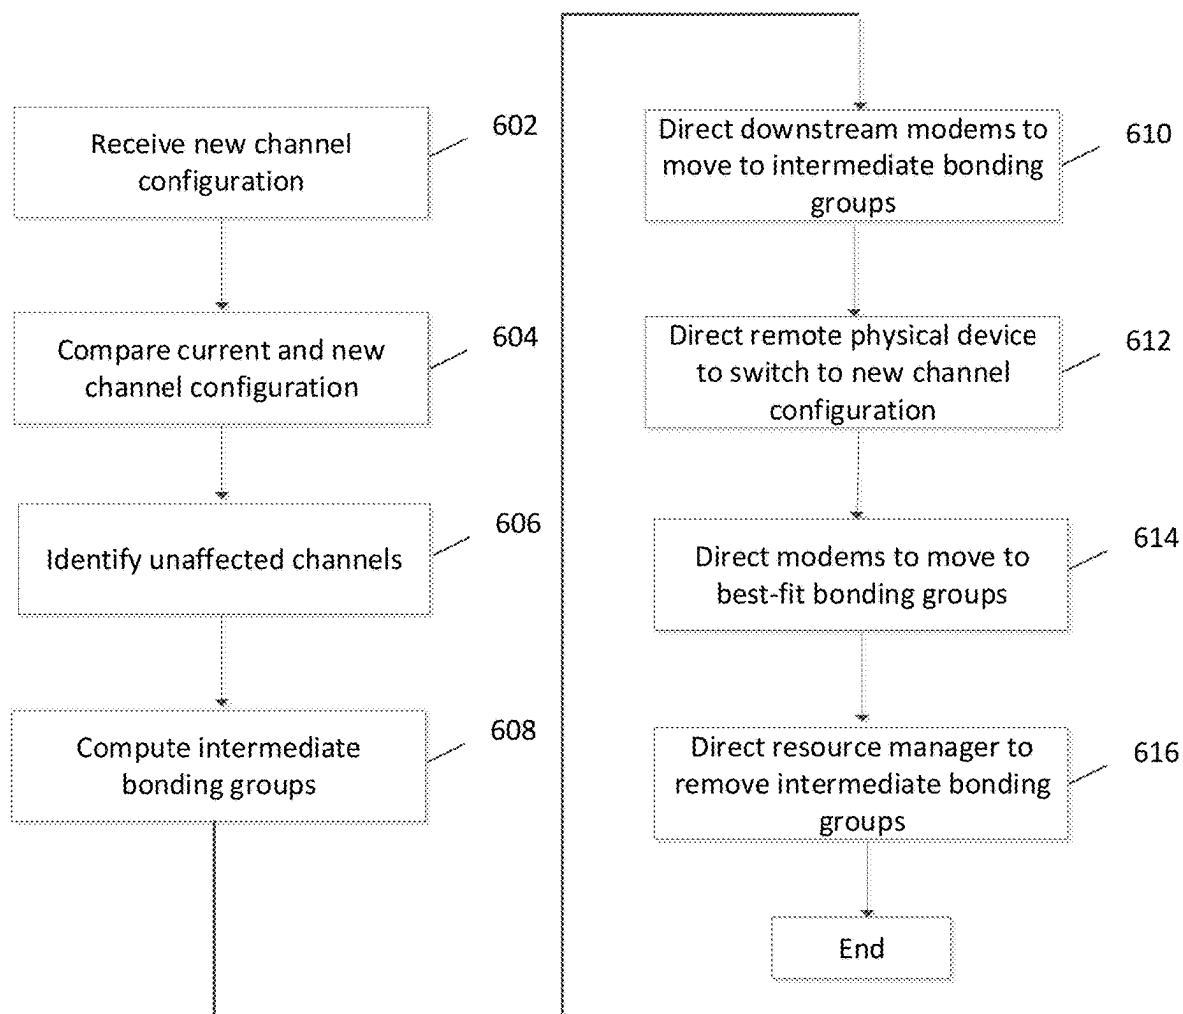 Receive new channel
configuration
602
Compare current and new
channel configuration
604
Identify unaffected channels
606
Compute intermediate
bonding groups
608
Direct downstream modems to
move to intermediate bonding
groups
610
Direct remote physical device
to switch to new channel
configuration
612
Direct modems to move to
best-fit bonding groups
614
Direct resource manager to
remove intermediate bonding
groups
616
End